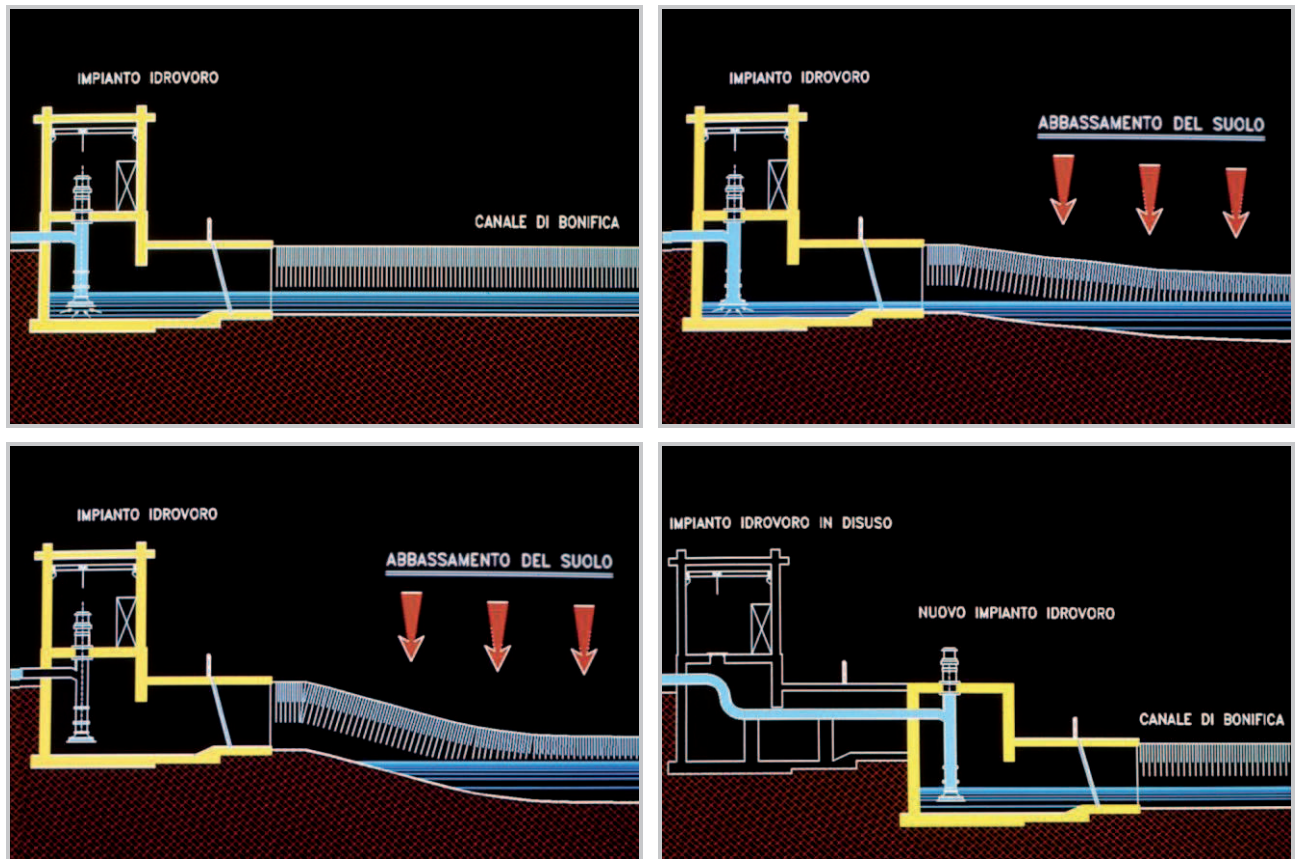 IMPIANTO IDROVORO
CANALE DI BONIFICA
IMPIANTO IDROVORO
ABBASSAMENTO DEL SUOLO
IMPIANTO IDROVORO
ABBASSAMENTO DEL SUOLO
IMPIANTO IDROVORO IN DISUSO
NUOVO IMPIANTO IDROVORO
CANALE DI BONIFICA